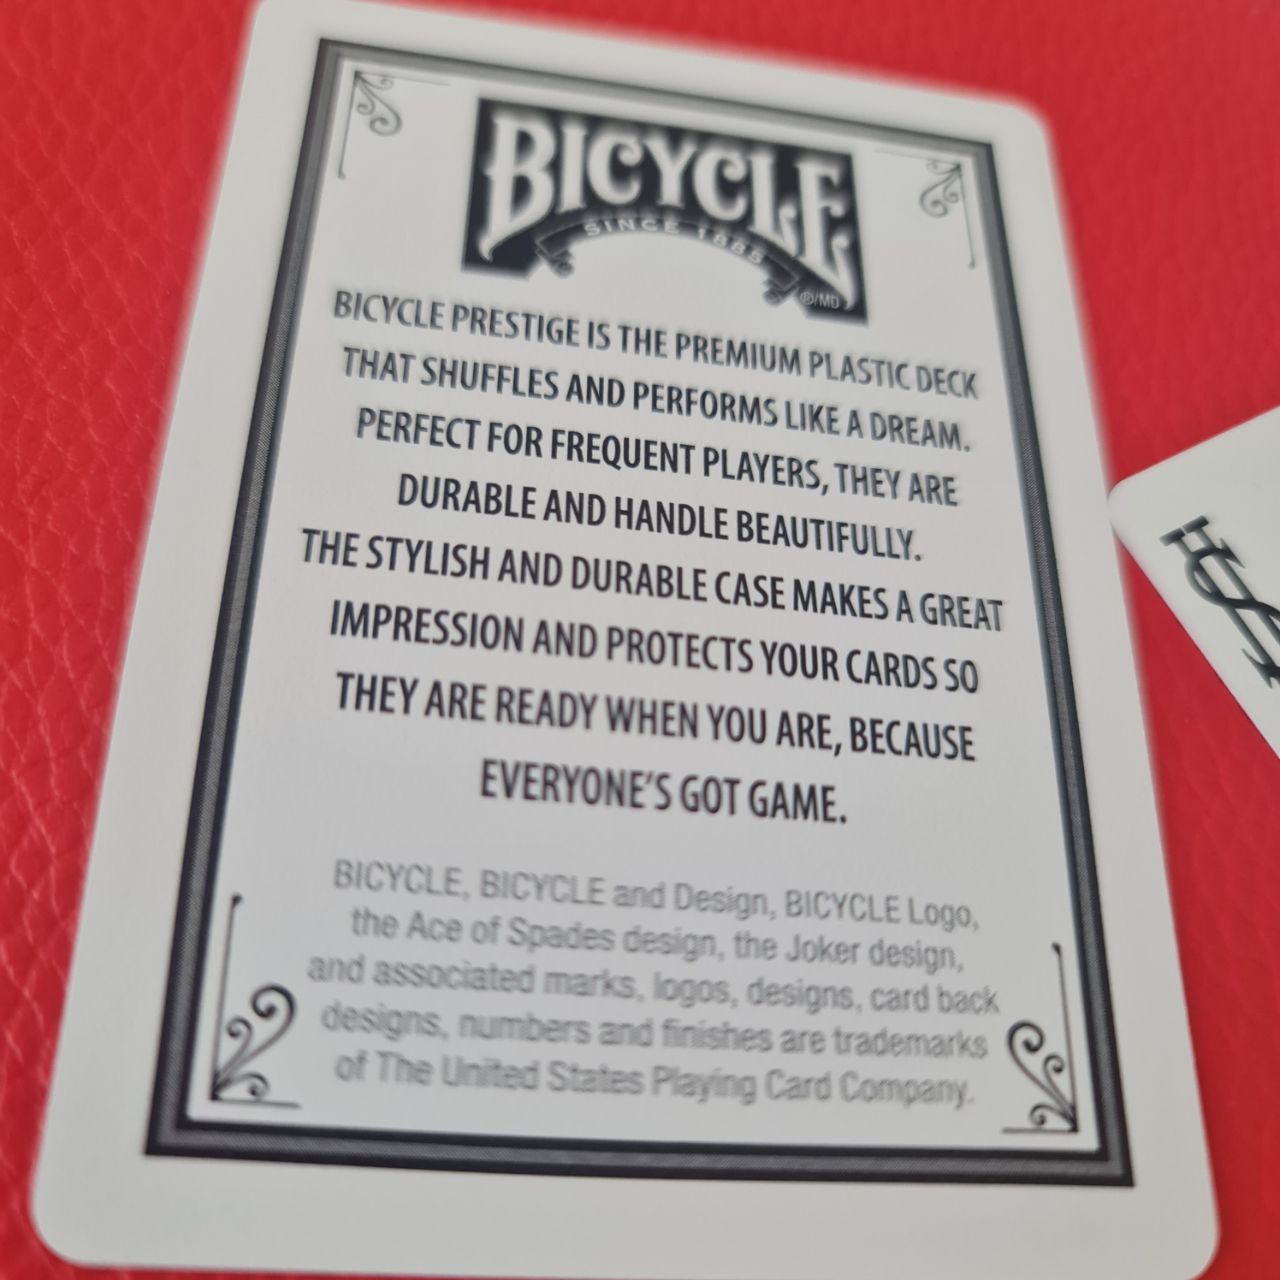 BICYCLE
SINCE 1885
®/MD
BICYCLE PRESTIGE IS THE PREMIUM PLASTIC DECK
THAT SHUFFLES AND PERFORMS LIKE A DREAM.
PERFECT FOR FREQUENT PLAYERS, THEY ARE
DURABLE AND HANDLE BEAUTIFULLY.
THE STYLISH AND DURABLE CASE MAKES A GREAT
IMPRESSION AND PROTECTS YOUR CARDS SO
THEY ARE READY WHEN YOU ARE, BECAUSE
EVERYONE'S GOT GAME.
BICYCLE, BICYCLE and Design, BICYCLE Logo,
the Ace of Spades design, the Joker design,
and associated marks, logos, designs, card back
designs, numbers and finishes are trademarks
of The United States Playing Card Company.